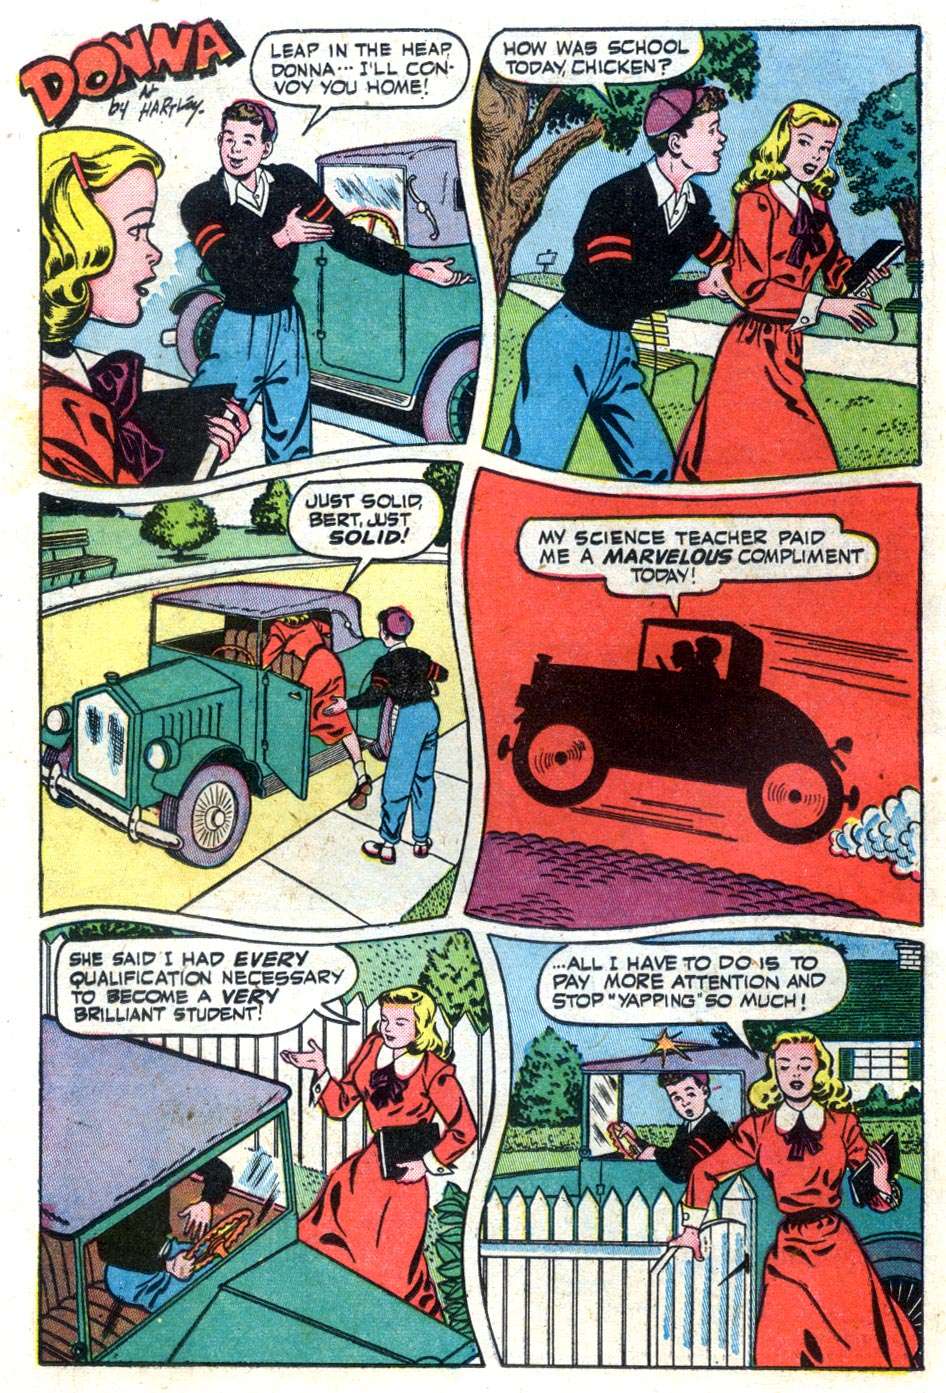 DONNA
by Al HARTLEY.
LEAP IN THE HEAP,
DONNA... I'LL CON-
VOY YOU HOME!
HOW WAS SCHOOL
TODAY, CHICKEN?
JUST SOLID,
BERT, JUST
SOLID!
MY SCIENCE TEACHER PAID
ME A MARVELOUS COMPLIMENT
TODAY!
SHE SAID I HAD EVERY
QUALIFICATION NECESSARY
TO BECOME A VERY
BRILLIANT STUDENT!
...ALL I HAVE TO DO IS TO
PAY MORE ATTENTION AND
STOP "YAPPING" SO MUCH!